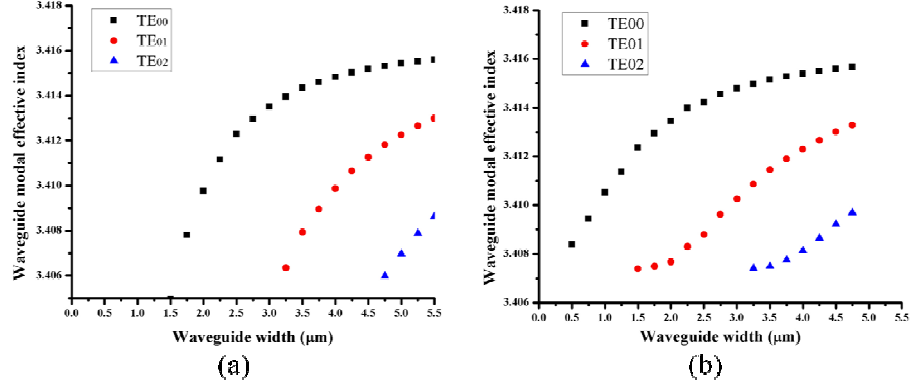 TE00
TE01
TE02
3.418
3.416
3.414
3.412
3.410
3.408
3.406
Waveguide modal effective index
0.0 0.5 1.0 1.5 2.0 2.5 3.0 3.5 4.0 4.5 5.0 5.5
Waveguide width (μm)
(a)
TE00
TE01
TE02
3.418
3.416
3.414
3.412
3.410
3.408
3.406
Waveguide modal effective index
0.0 0.5 1.0 1.5 2.0 2.5 3.0 3.5 4.0 4.5 5.0 5.5
Waveguide width (μm)
(b)